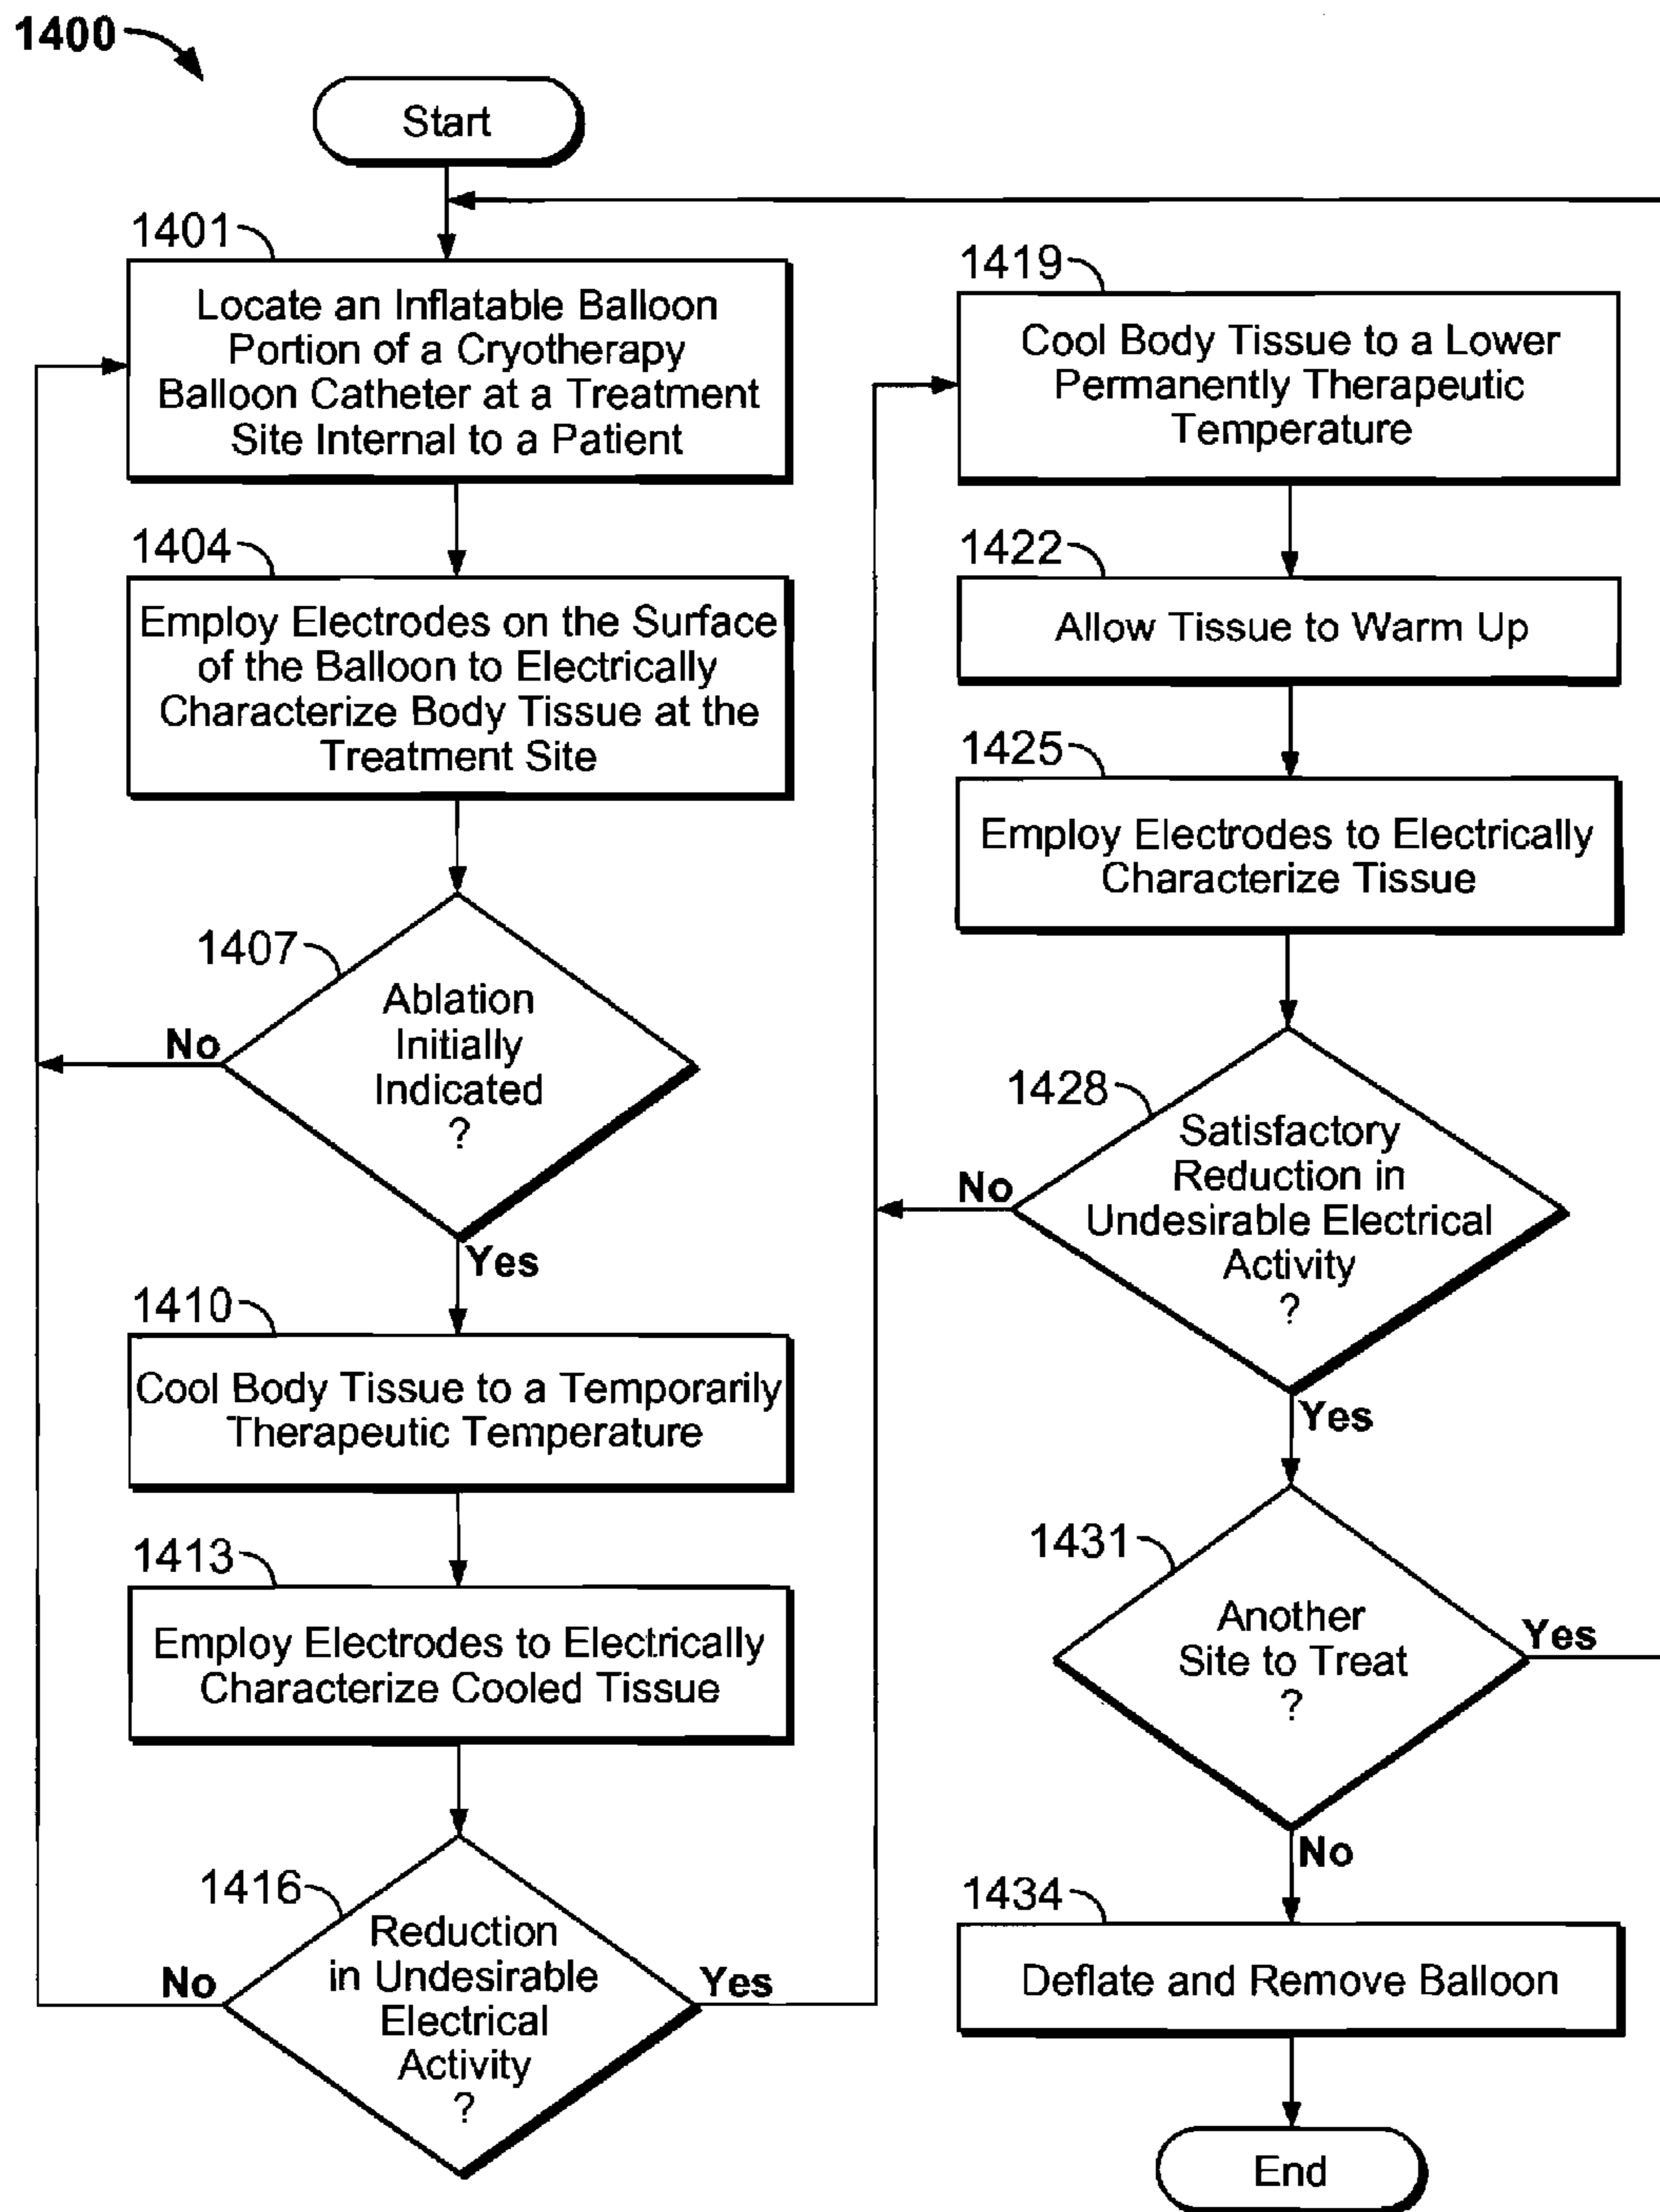 1400
Start
1401
Locate an Inflatable Balloon
Portion of a Cryotherapy
Balloon Catheter at a Treatment
Site Internal to a Patient
1404
Employ Electrodes on the Surface
of the Balloon to Electrically
Characterize Body Tissue at the
Treatment Site
1407
Ablation
Initially
Indicated
?
No
Yes
1410
Cool Body Tissue to a Temporarily
Therapeutic Temperature
1413
Employ Electrodes to Electrically
Characterize Cooled Tissue
1416
Reduction
in Undesirable
Electrical
Activity
?
No
Yes
1419
Cool Body Tissue to a Lower
Permanently Therapeutic
Temperature
1422
Allow Tissue to Warm Up
1425
Employ Electrodes to Electrically
Characterize Tissue
1428
Satisfactory
Reduction in
Undesirable Electrical
Activity
?
No
Yes
1431
Another
Site to Treat
?
Yes
No
1434
Deflate and Remove Balloon
End